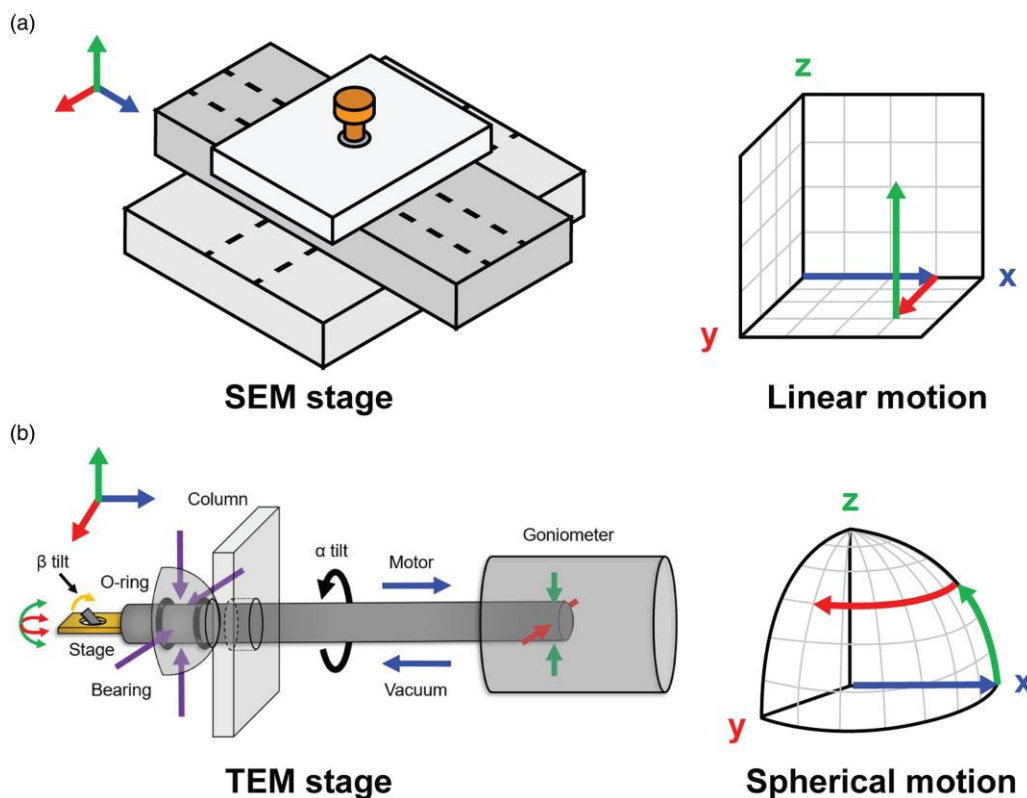 (a)
z
x
y
SEM stage
Linear motion
(b)
Column
β tilt
O-ring
α tilt
Motor
Goniometer
Stage
Bearing
Vacuum
z
x
y
TEM stage
Spherical motion